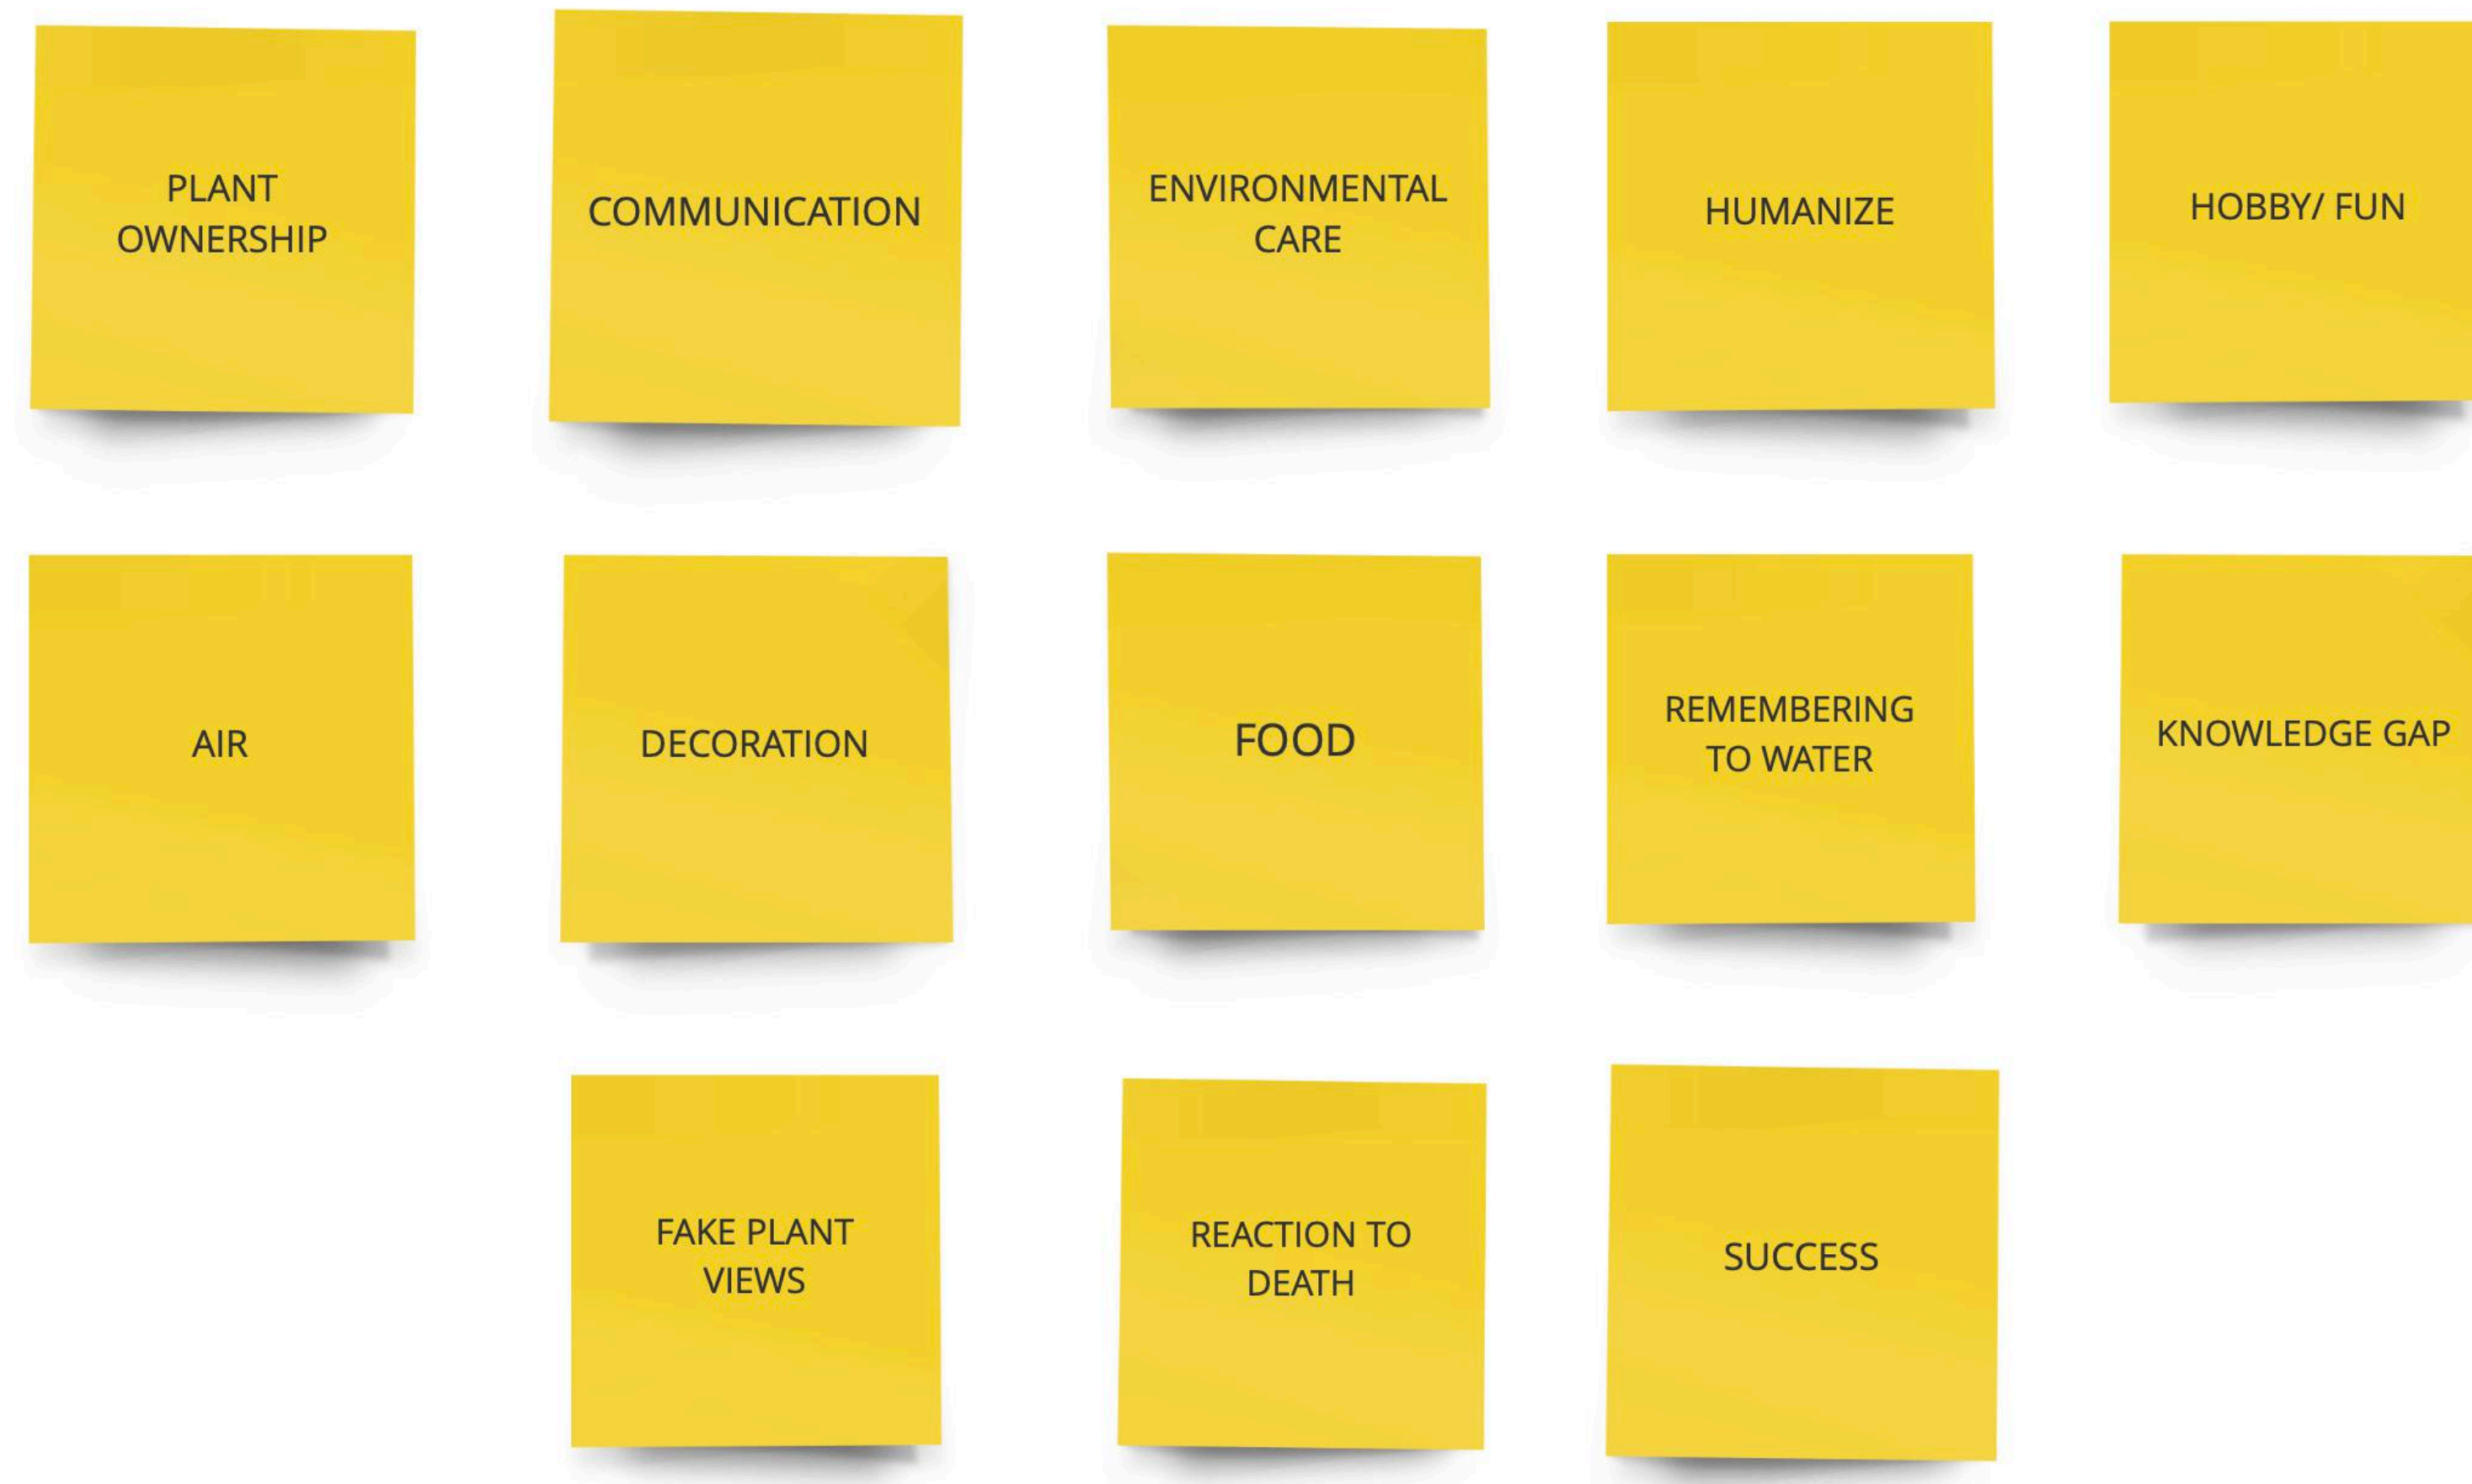 PLANT
OWNERSHIP
COMMUNICATION
ENVIRONMENTAL
CARE
HUMANIZE
HOBBY/ FUN
AIR
DECORATION
FOOD
REMEMBERING
TO WATER
KNOWLEDGE GAP
FAKE PLANT
VIEWS
REACTION TO
DEATH
SUCCESS